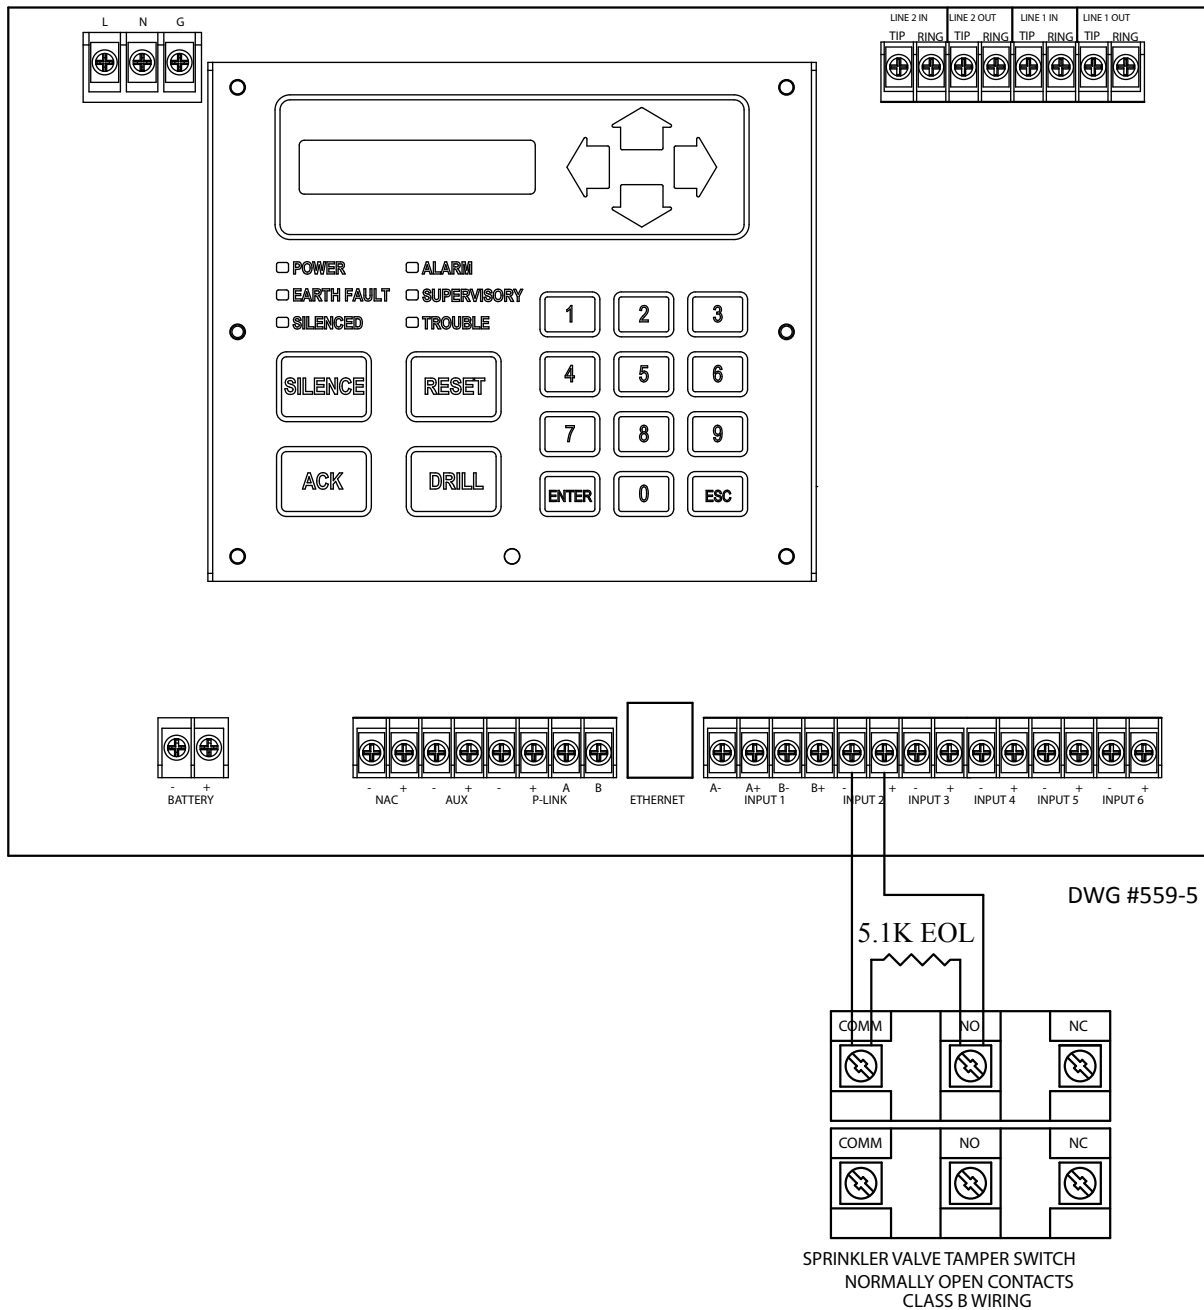 L N G
LINE 2 IN LINE 2 OUT LINE 1 IN LINE 1 OUT
TIP RING TIP RING TIP RING TIP RING
POWER ALARM
EARTH FAULT SUPERVISORY
SILENCED TROUBLE
1 2 3
SILENCE RESET
4 5 6
7 8 9
ACK DRILL
ENTER 0 ESC
- + - + - + A B A- A+ B- B+ - + - + - + - + - +
BATTERY NAC AUX P-LINK ETHERNET INPUT 1 INPUT 2 INPUT 3 INPUT 4 INPUT 5 INPUT 6
DWG #559-5
5.1K EOL
COMM NO NC
COMM NO NC
SPRINKLER VALVE TAMPER SWITCH
NORMALLY OPEN CONTACTS
CLASS B WIRING